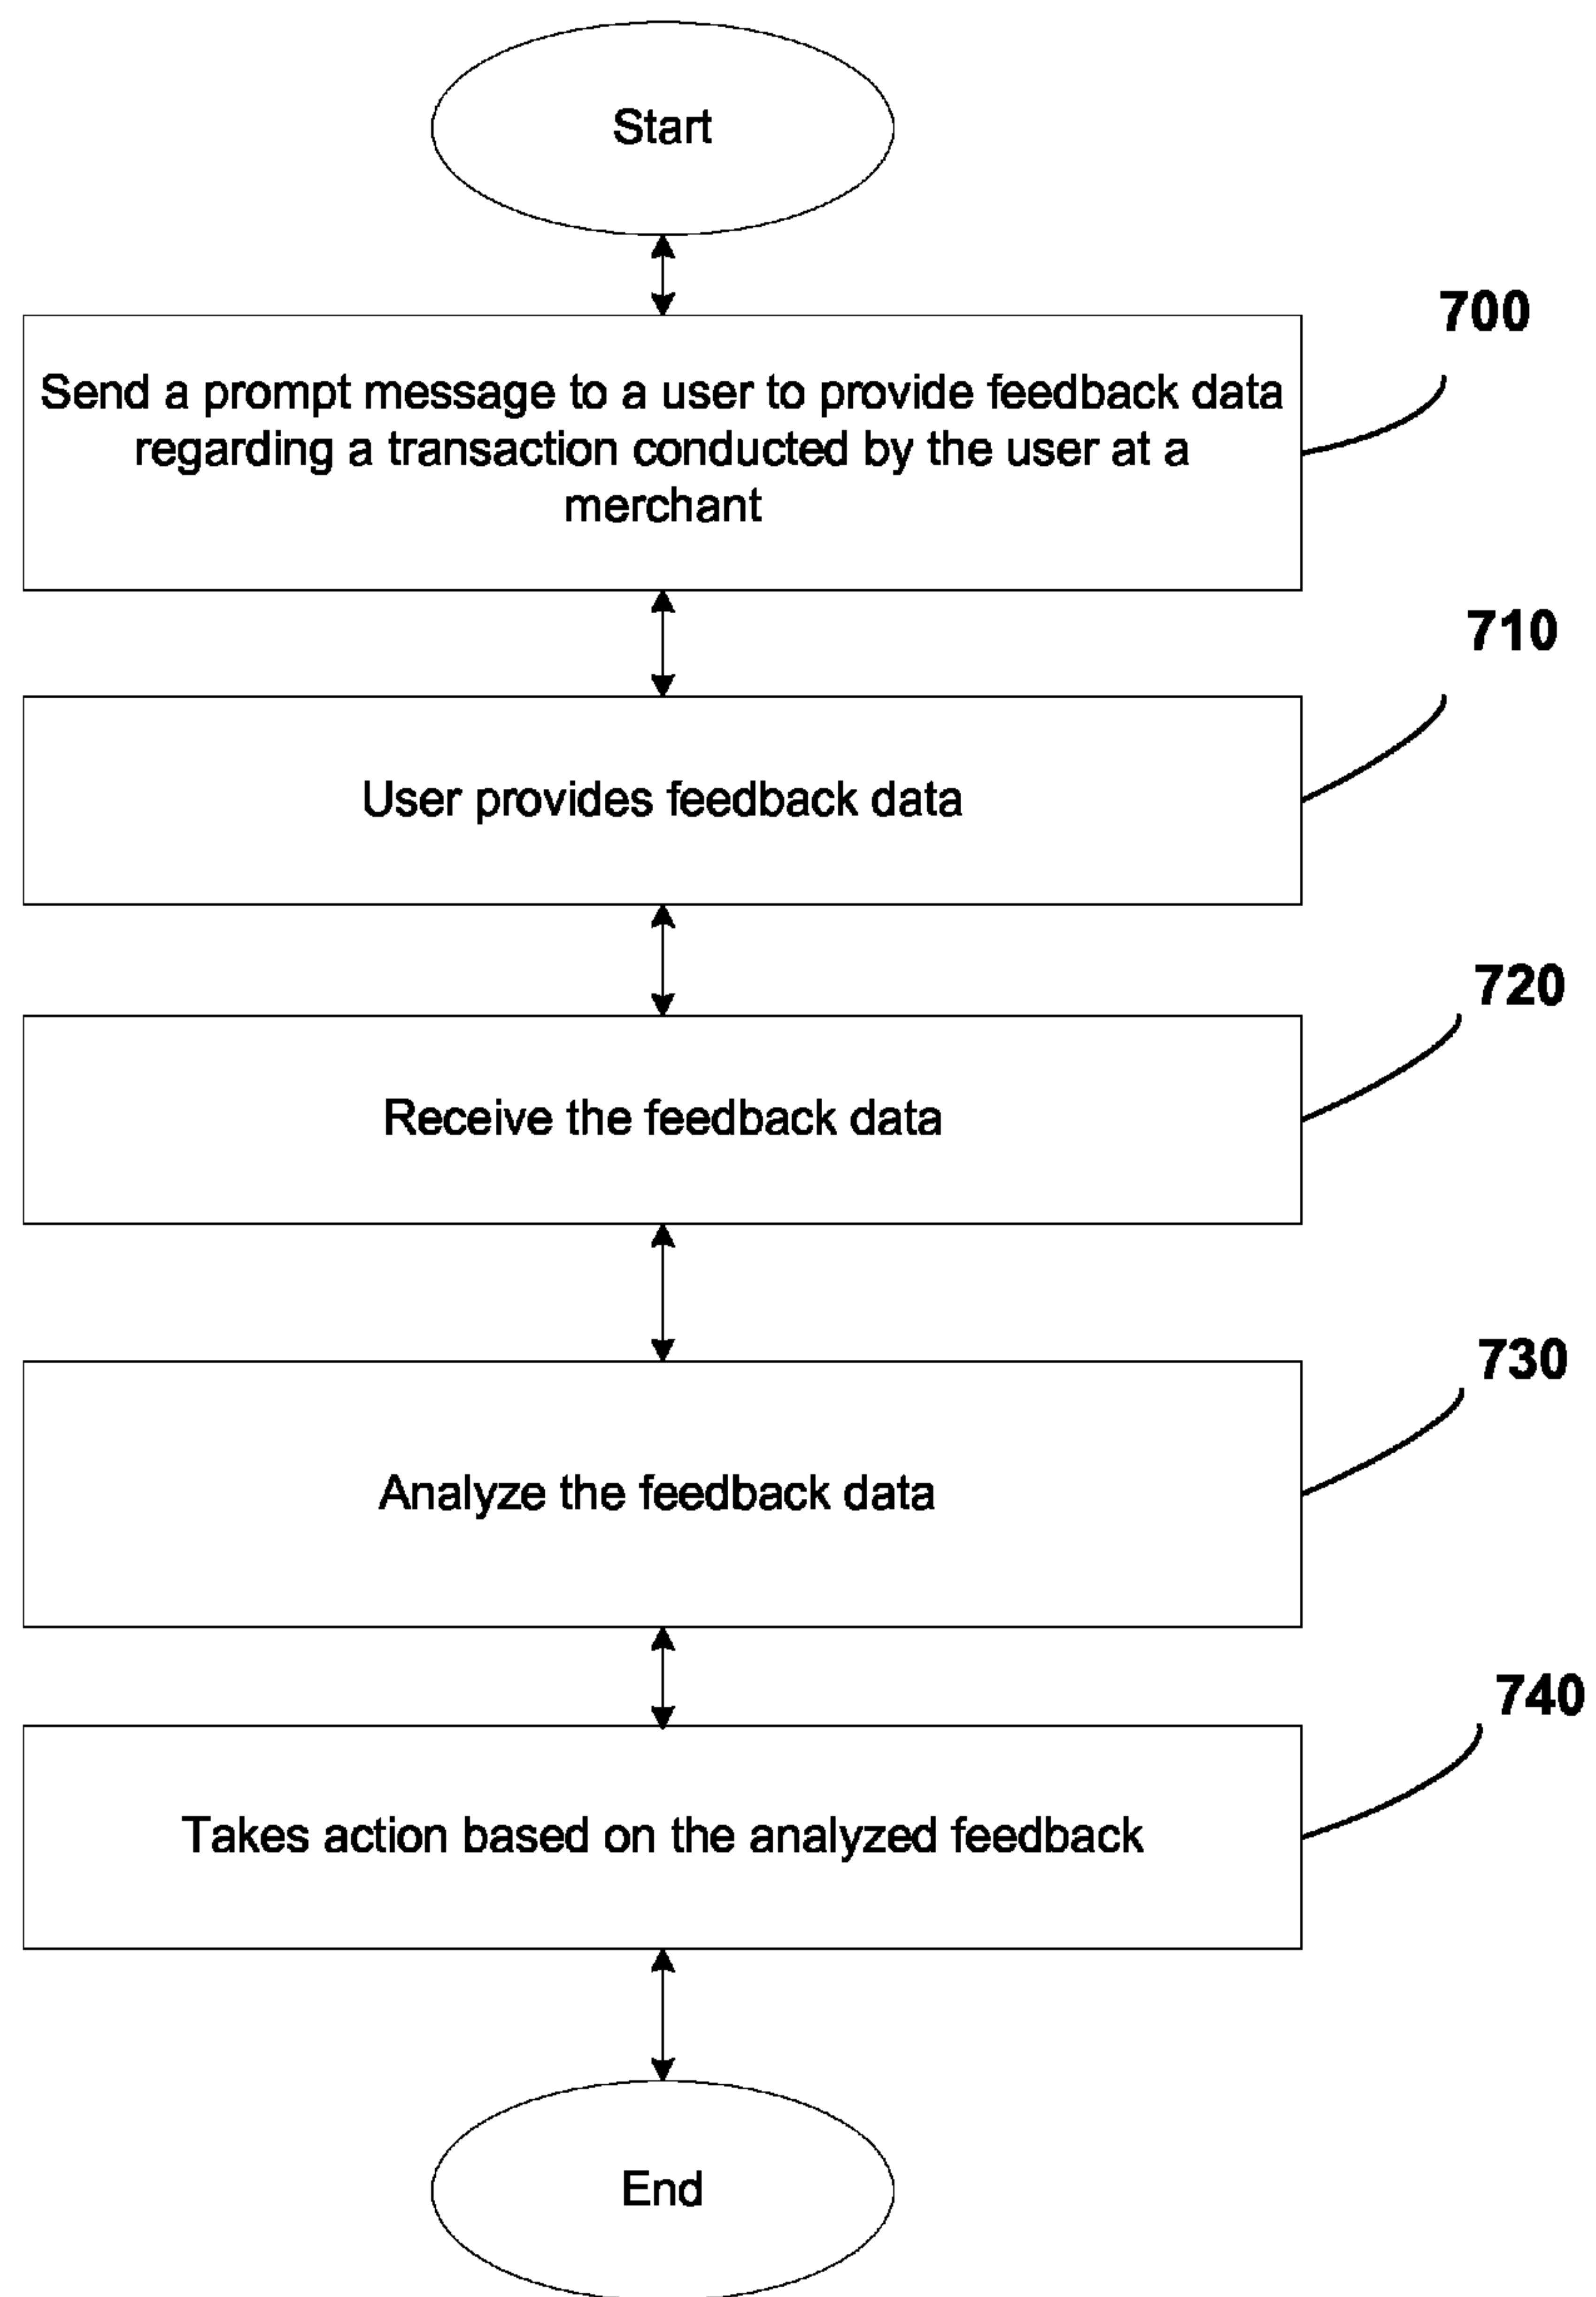 Start
700
Send a prompt message to a user to provide feedback data
regarding a transaction conducted by the user at a
merchant
710
User provides feedback data
720
Receive the feedback data
730
Analyze the feedback data
740
Takes action based on the analyzed feedback
End